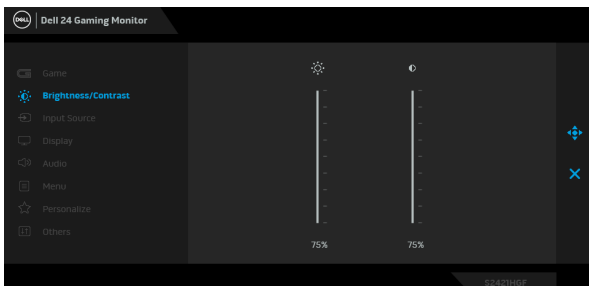 DELL
Dell 24 Gaming Monitor
Game
Brightness/Contrast
Input Source
Display
Audio
Menu
Personalize
Others
75%
75%
S2421HGF